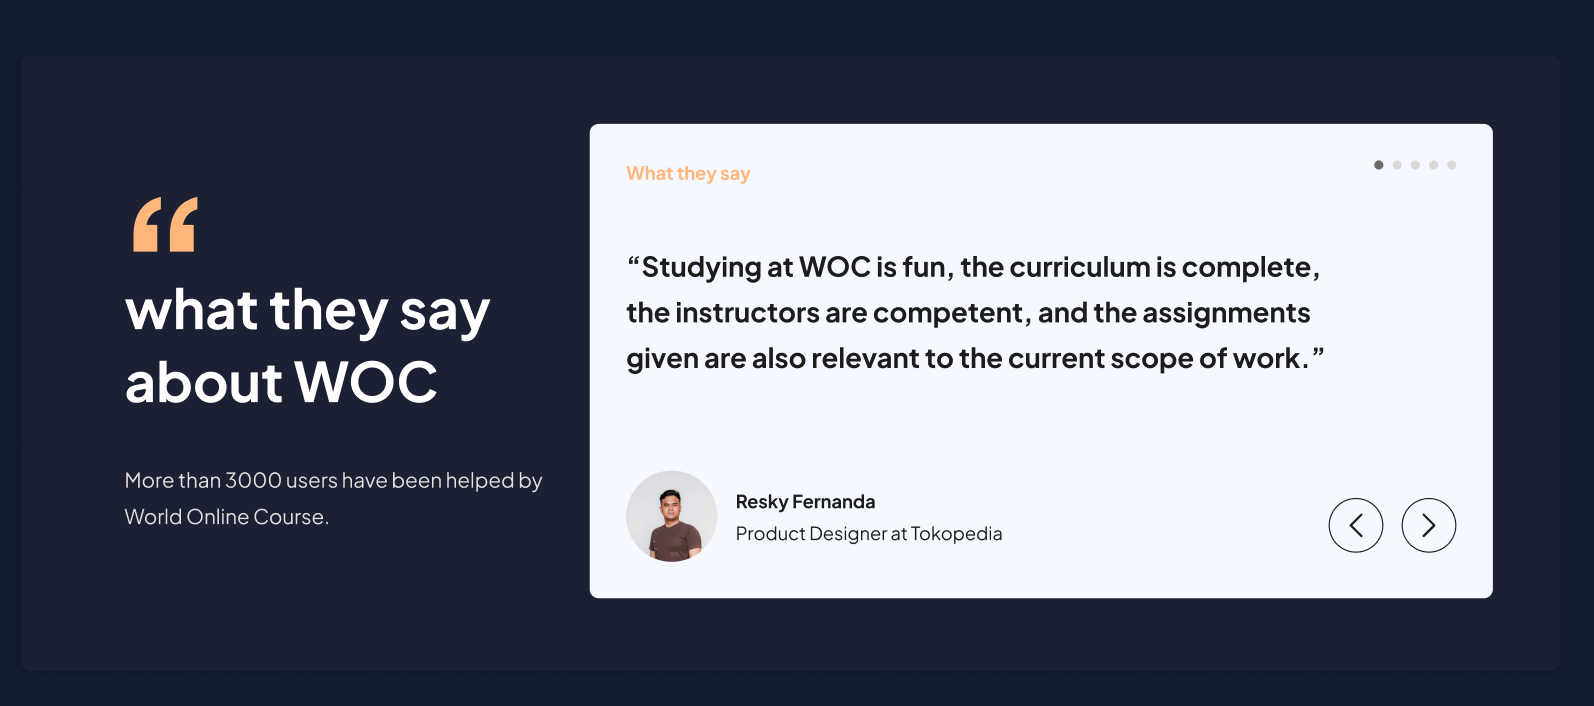 “
what they say
about WOC
More than 3000 users have been helped by
World Online Course.
What they say
“Studying at WOC is fun, the curriculum is complete,
the instructors are competent, and the assignments
given are also relevant to the current scope of work.”
Resky Fernanda
Product Designer at Tokopedia